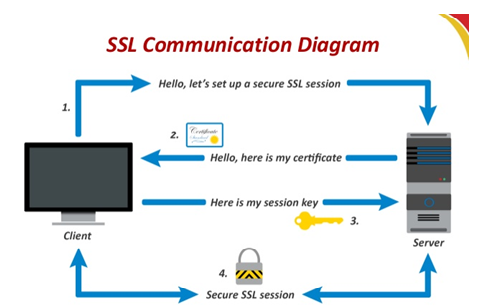 SSL Communication Diagram
1.
Hello, let's set up a secure SSL session
2.
Certificate
Hello, here is my certificate
Here is my session key
3.
Client
Server
4.
Secure SSL session